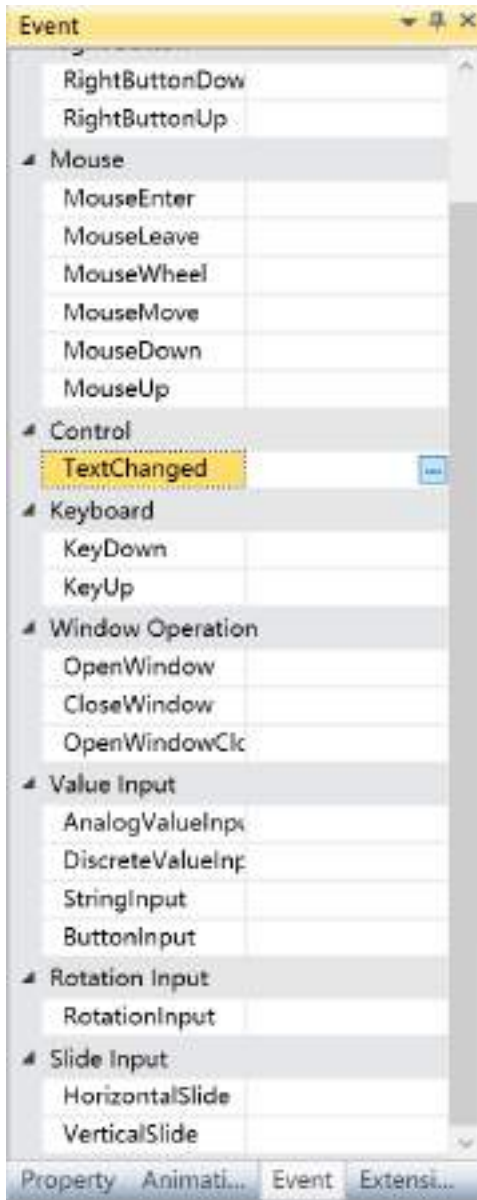 Event
RightButtonDow
RightButtonUp
Mouse
MouseEnter
MouseLeave
MouseWheel
MouseMove
MouseDown
MouseUp
Control
TextChanged
Keyboard
KeyDown
KeyUp
Window Operation
OpenWindow
CloseWindow
OpenWindowClc
Value Input
AnalogValueInpu
DiscreteValueInp
StringInput
ButtonInput
Rotation Input
RotationInput
Slide Input
HorizontalSlide
VerticalSlide
Property Animati... Event Extensi...